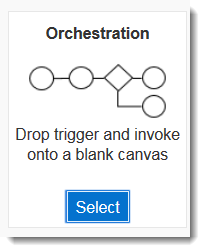 Orchestration
Drop trigger and invoke
onto a blank canvas
Select